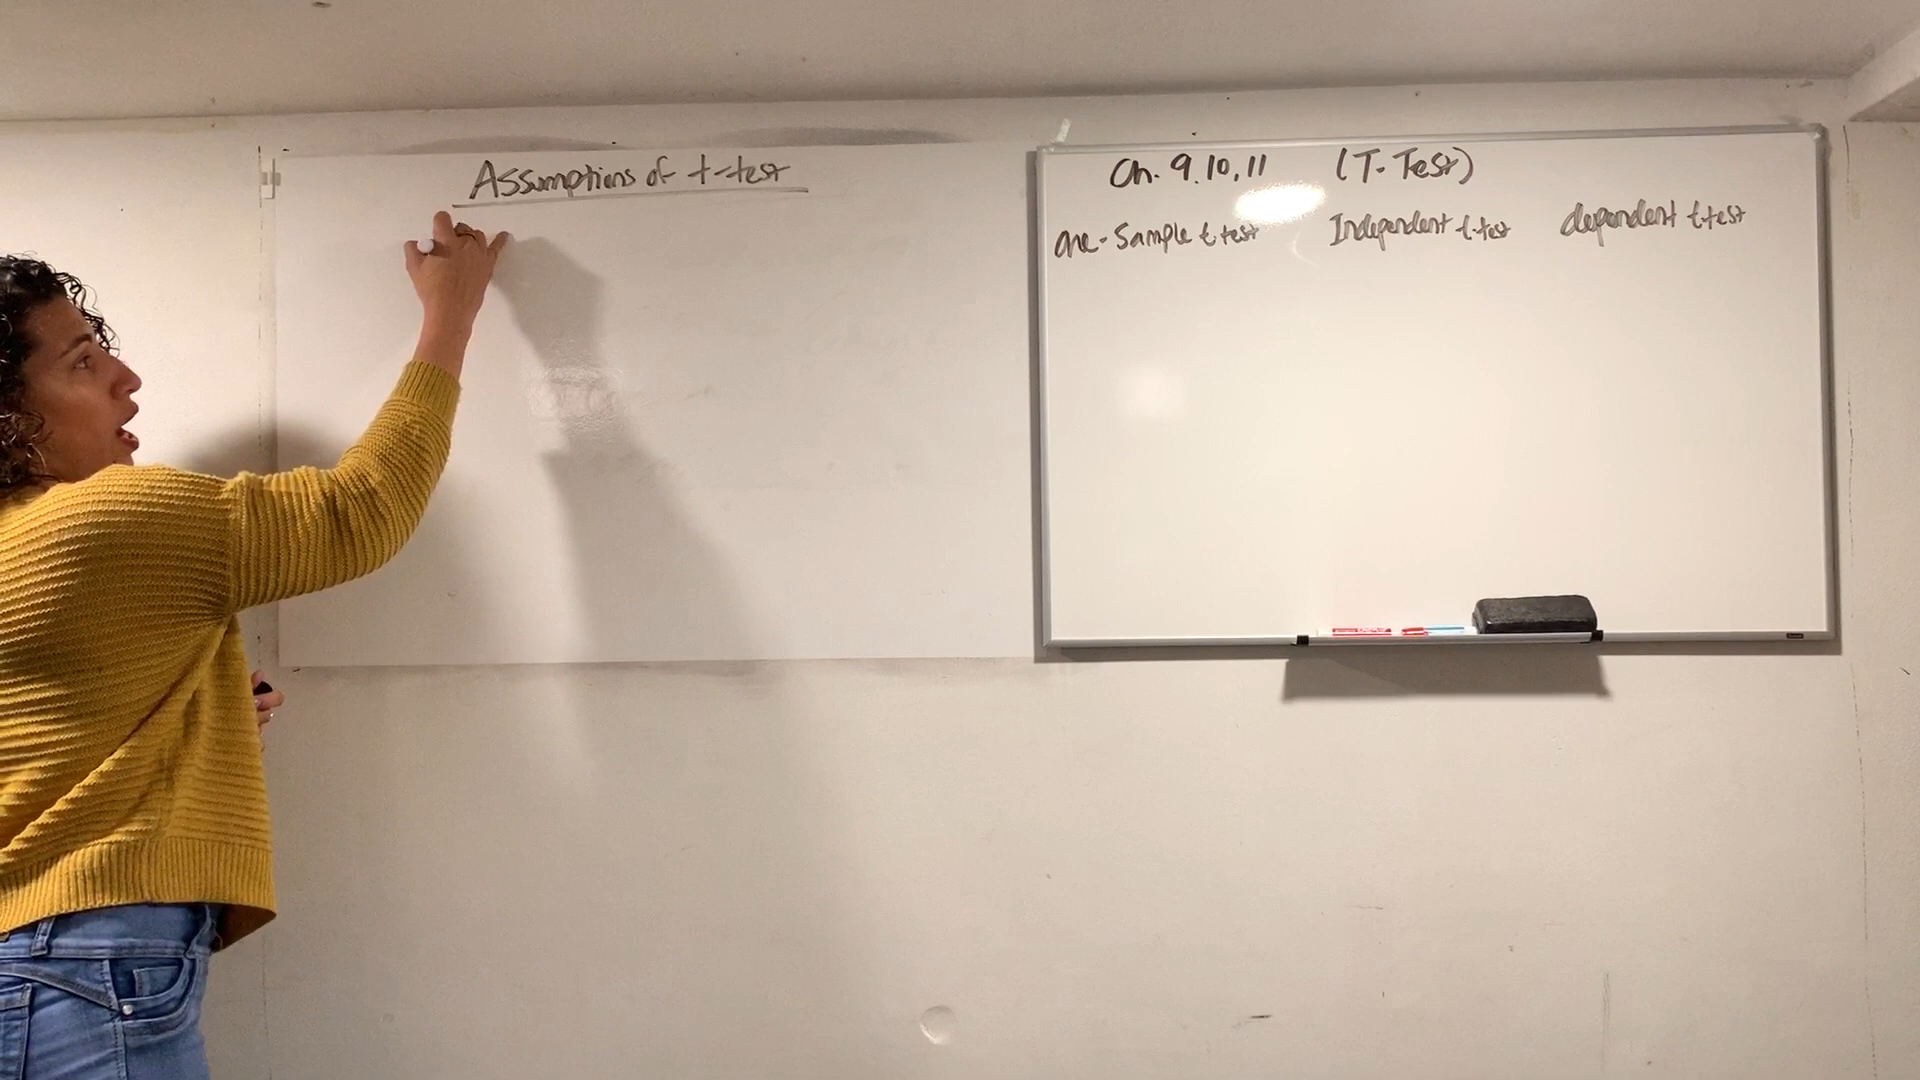 Assumptions of t-test
Ch. 9.10,11 (T-Test)
one-Sample t.test Independent t-test dependent t.test